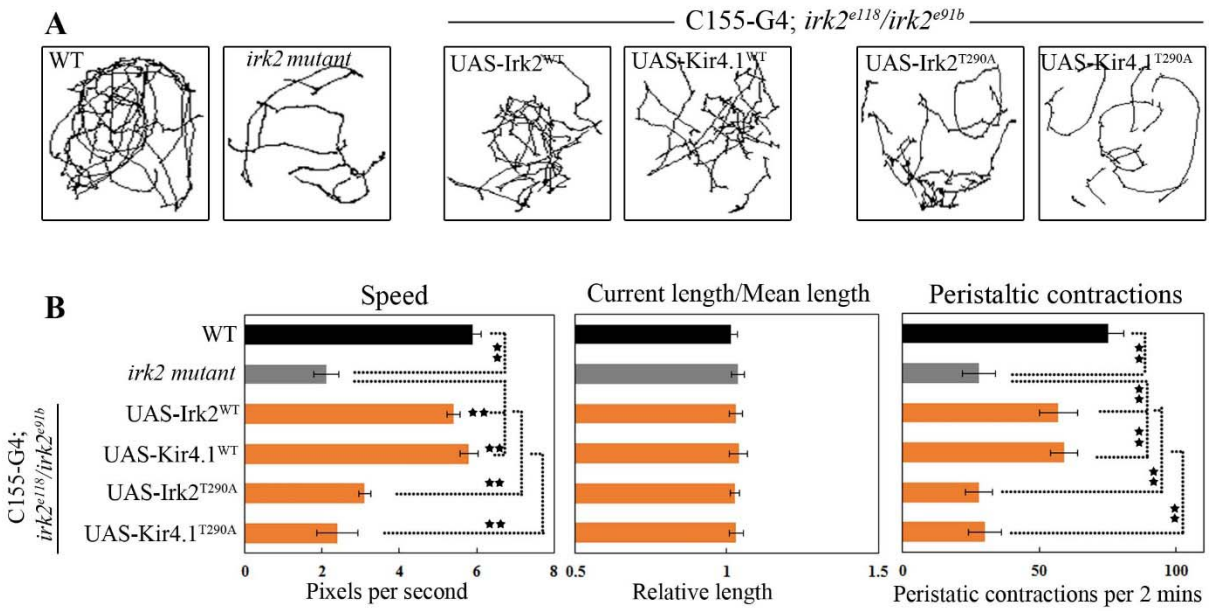 A
C155-G4; irk2e118/irk2e91b
WT
irk2 mutant
UAS-Irk2WT
UAS-Kir4.1WT
UAS-Irk2T290A
UAS-Kir4.1T290A
B
Speed
Current length/Mean length
Peristaltic contractions
WT
irk2 mutant
UAS-Irk2WT
UAS-Kir4.1WT
UAS-Irk2T290A
UAS-Kir4.1T290A
C155-G4;
irk2e118/irk2e91b
0 2 4 6 8
Pixels per second
0.5 1 1.5
Relative length
0 50 100
Peristatic contractions per 2 mins